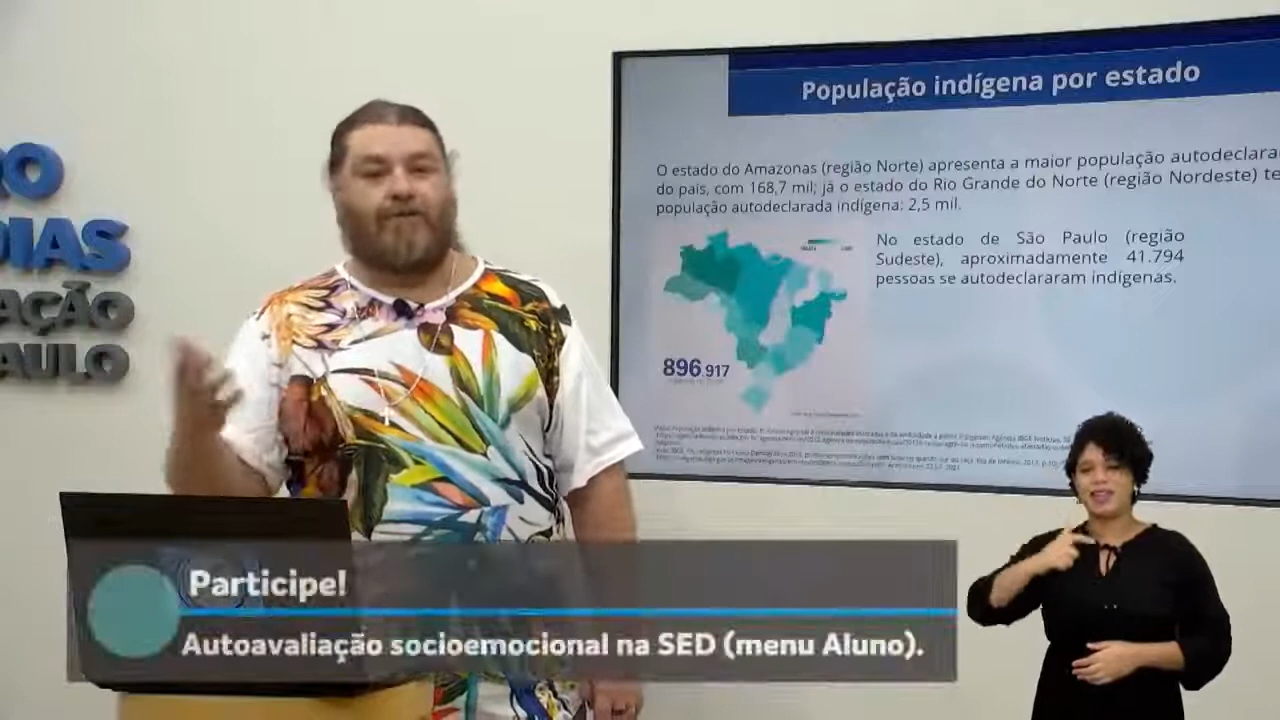 RO
DIAS
AÇÃO
AULO
População indígena por estado
O estado do Amazonas (região Norte) apresenta a maior população autodeclara
do país, com 168,7 mil; já o estado do Rio Grande do Norte (região Nordeste) te
população autodeclarada indígena: 2,5 mil.
No estado de São Paulo (região
Sudeste), aproximadamente 41.794
pessoas se autodeclararam indígenas.
896.917
Participe!
Autoavaliação socioemocional na SED (menu Aluno).